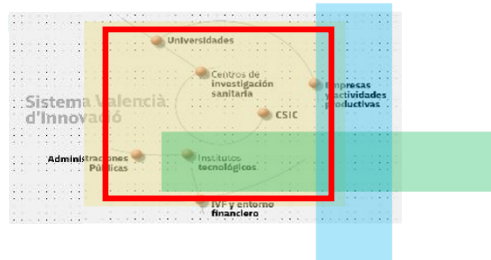 Universidades
Centros de
investigación
sanitaria
Empresas
y actividades
productivas
CSIC
Sistema Valencià
d'Innovació
Administraciones
Públicas
Institutos
tecnológicos
IVF y entorno
financiero